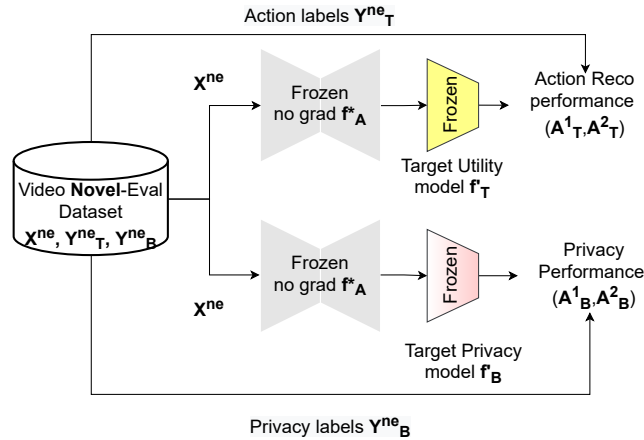 Action labels Y^ne_T
X^ne
Frozen
no grad f*_A
Frozen
Action Reco
performance
(A^1_T,A^2_T)
Target Utility
model f'_T
Video Novel-Eval
Dataset
X^ne, Y^ne_T, Y^ne_B
Frozen
no grad f*_A
Frozen
Privacy
Performance
(A^1_B,A^2_B)
X^ne
Target Privacy
model f'_B
Privacy labels Y^ne_B